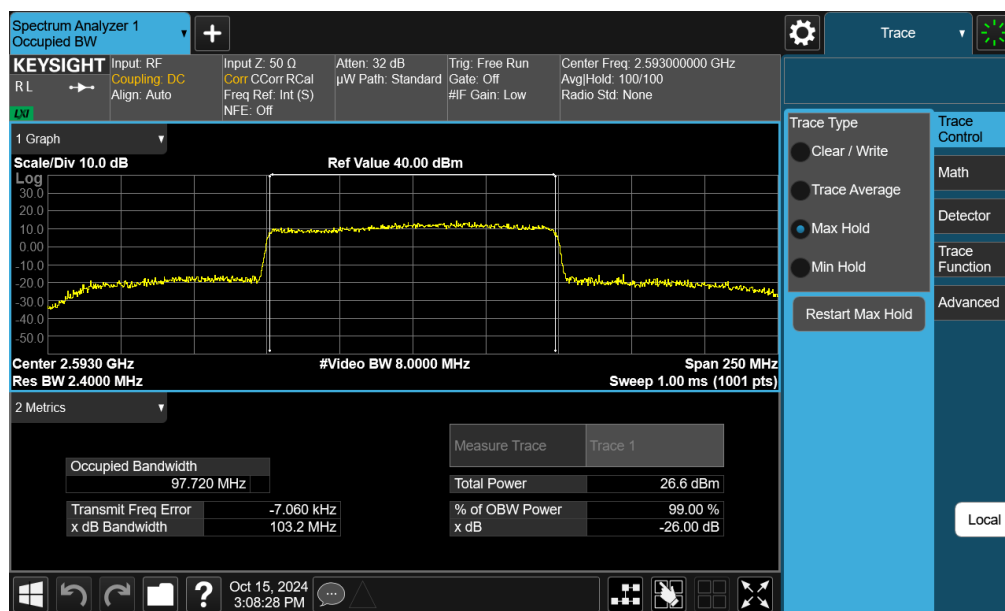 Spectrum Analyzer 1
Occupied BW
+
Trace
KEYSIGHT
R L
LXI
Input: RF
Coupling: DC
Align: Auto
Input Z: 50 Ω
Corr CCorr RCal
Freq Ref: Int (S)
NFE: Off
Atten: 32 dB
µW Path: Standard
Trig: Free Run
Gate: Off
#IF Gain: Low
Center Freq: 2.593000000 GHz
Avg|Hold: 100/100
Radio Std: None
1 Graph
Scale/Div 10.0 dB
Ref Value 40.00 dBm
Log
30.0
20.0
10.0
0.00
-10.0
-20.0
-30.0
-40.0
-50.0
Center 2.5930 GHz
#Video BW 8.0000 MHz
Span 250 MHz
Res BW 2.4000 MHz
Sweep 1.00 ms (1001 pts)
2 Metrics
Measure Trace
Trace 1
Occupied Bandwidth
97.720 MHz
Total Power
26.6 dBm
Transmit Freq Error
-7.060 kHz
% of OBW Power
99.00 %
x dB Bandwidth
103.2 MHz
x dB
-26.00 dB
Trace Type
Clear / Write
Trace Average
Max Hold
Min Hold
Restart Max Hold
Trace
Control
Math
Detector
Trace
Function
Advanced
Local
?
Oct 15, 2024
3:08:28 PM